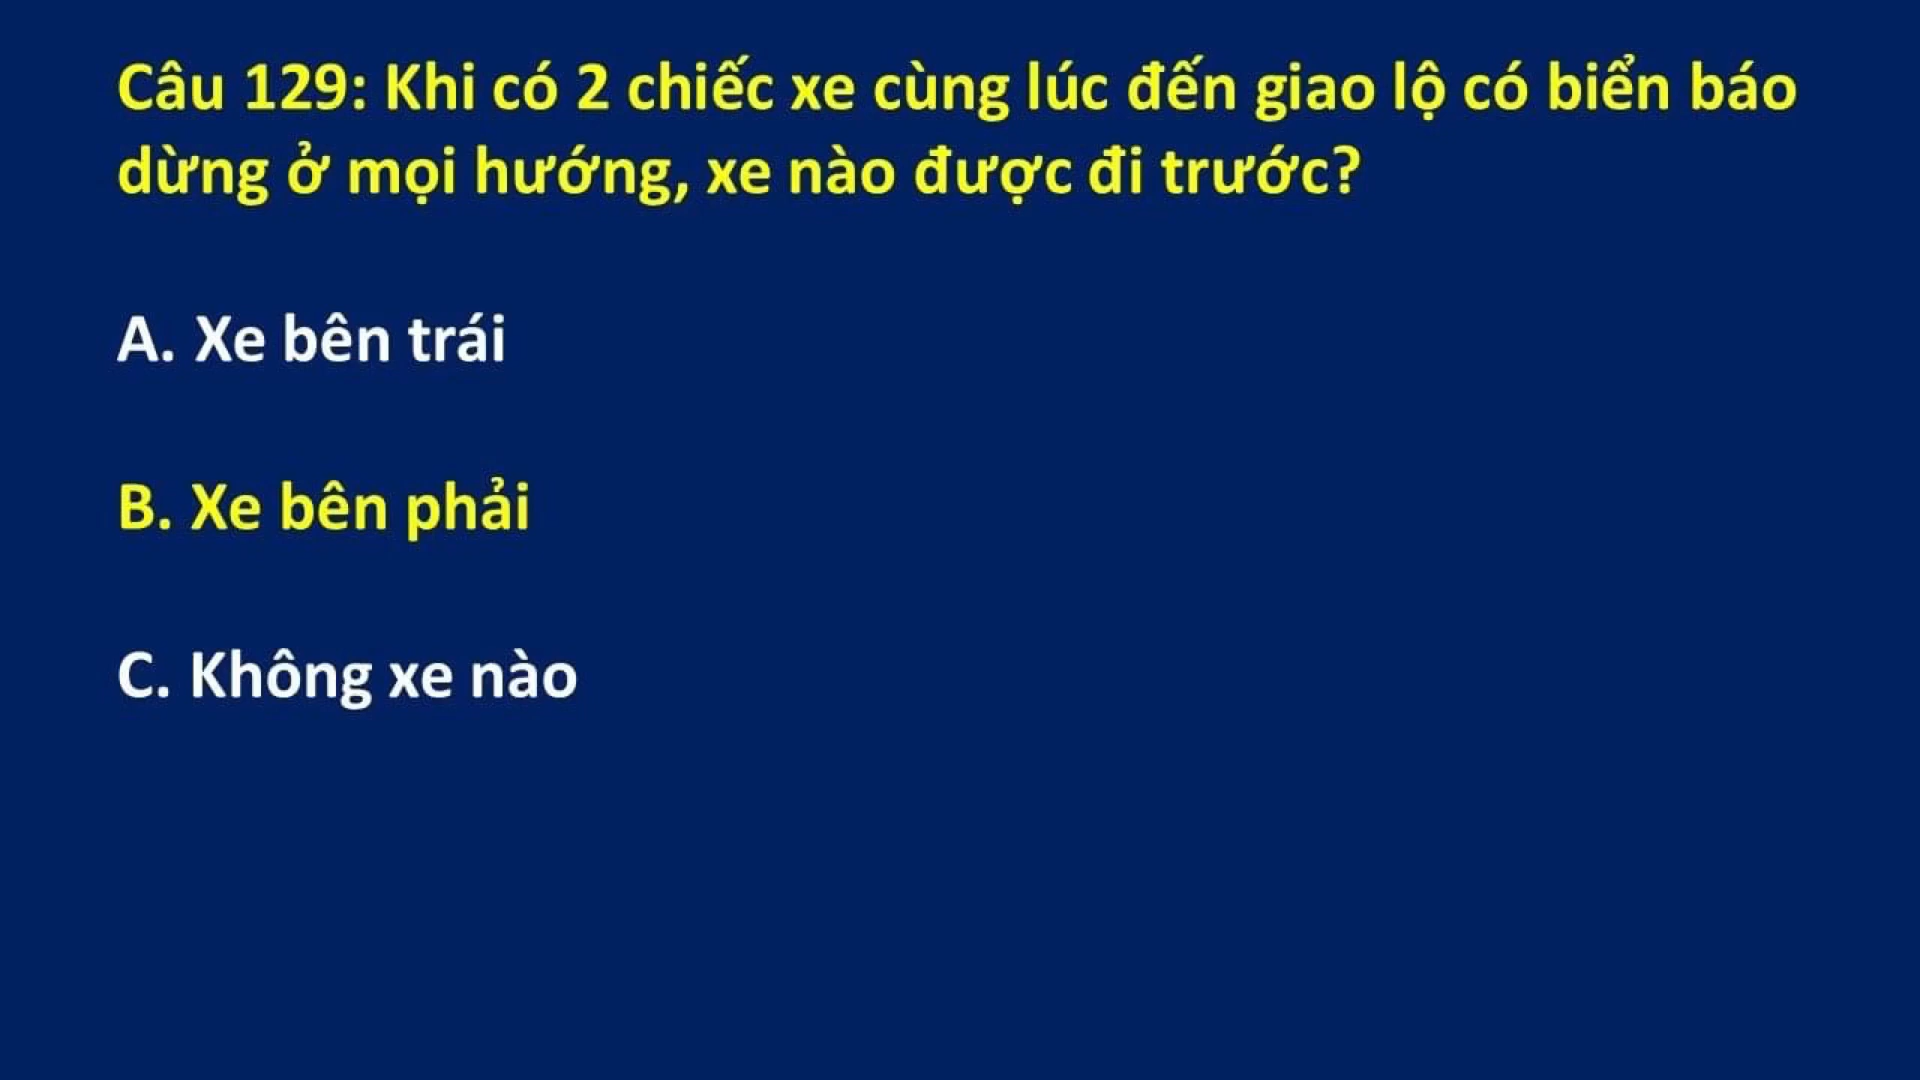 Câu 129: Khi có 2 chiếc xe cùng lúc đến giao lộ có biển báo
dừng ở mọi hướng, xe nào được đi trước?
A. Xe bên trái
B. Xe bên phải
C. Không xe nào